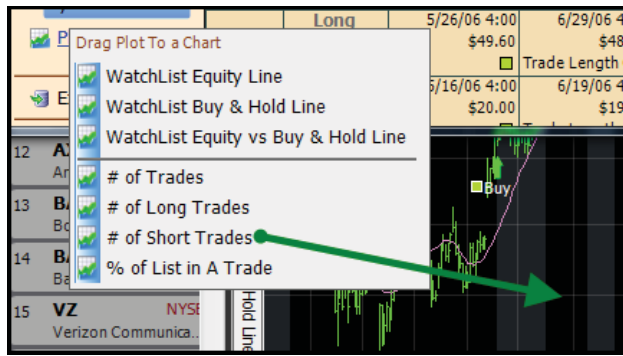 Long
5/26/06 4:00
6/29/06 4:00
$49.60
$48
Trade Length
5/16/06 4:00
6/19/06 4:00
$20.00
$19
Drag Plot To a Chart
WatchList Equity Line
WatchList Buy & Hold Line
WatchList Equity vs Buy & Hold Line
# of Trades
# of Long Trades
# of Short Trades
% of List in A Trade
12
13
14
15 VZ NYSE
Verizon Communica..
Buy
Hold Line